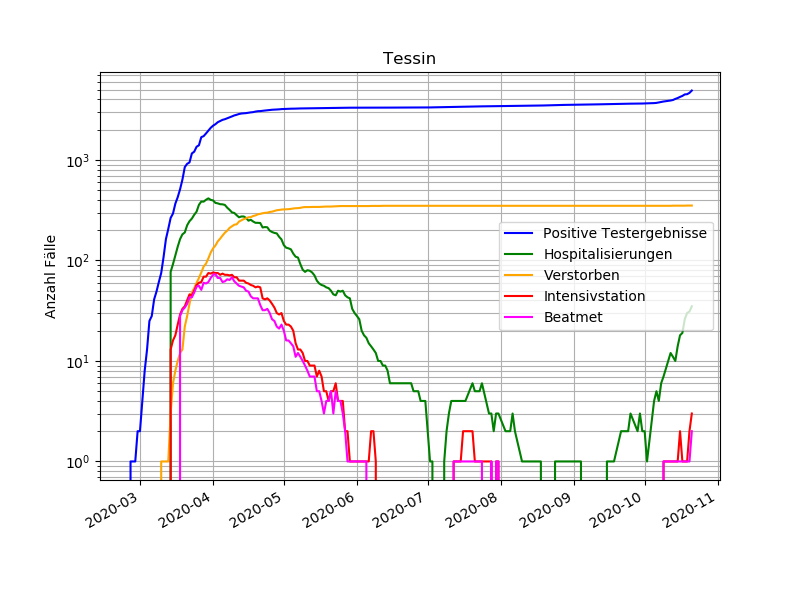 Tessin
Anzahl Fälle
10³
10²
10¹
10⁰
Positive Testergebnisse
Hospitalisierungen
Verstorben
Intensivstation
Beatmet
2020-03
2020-04
2020-05
2020-06
2020-07
2020-08
2020-09
2020-10
2020-11